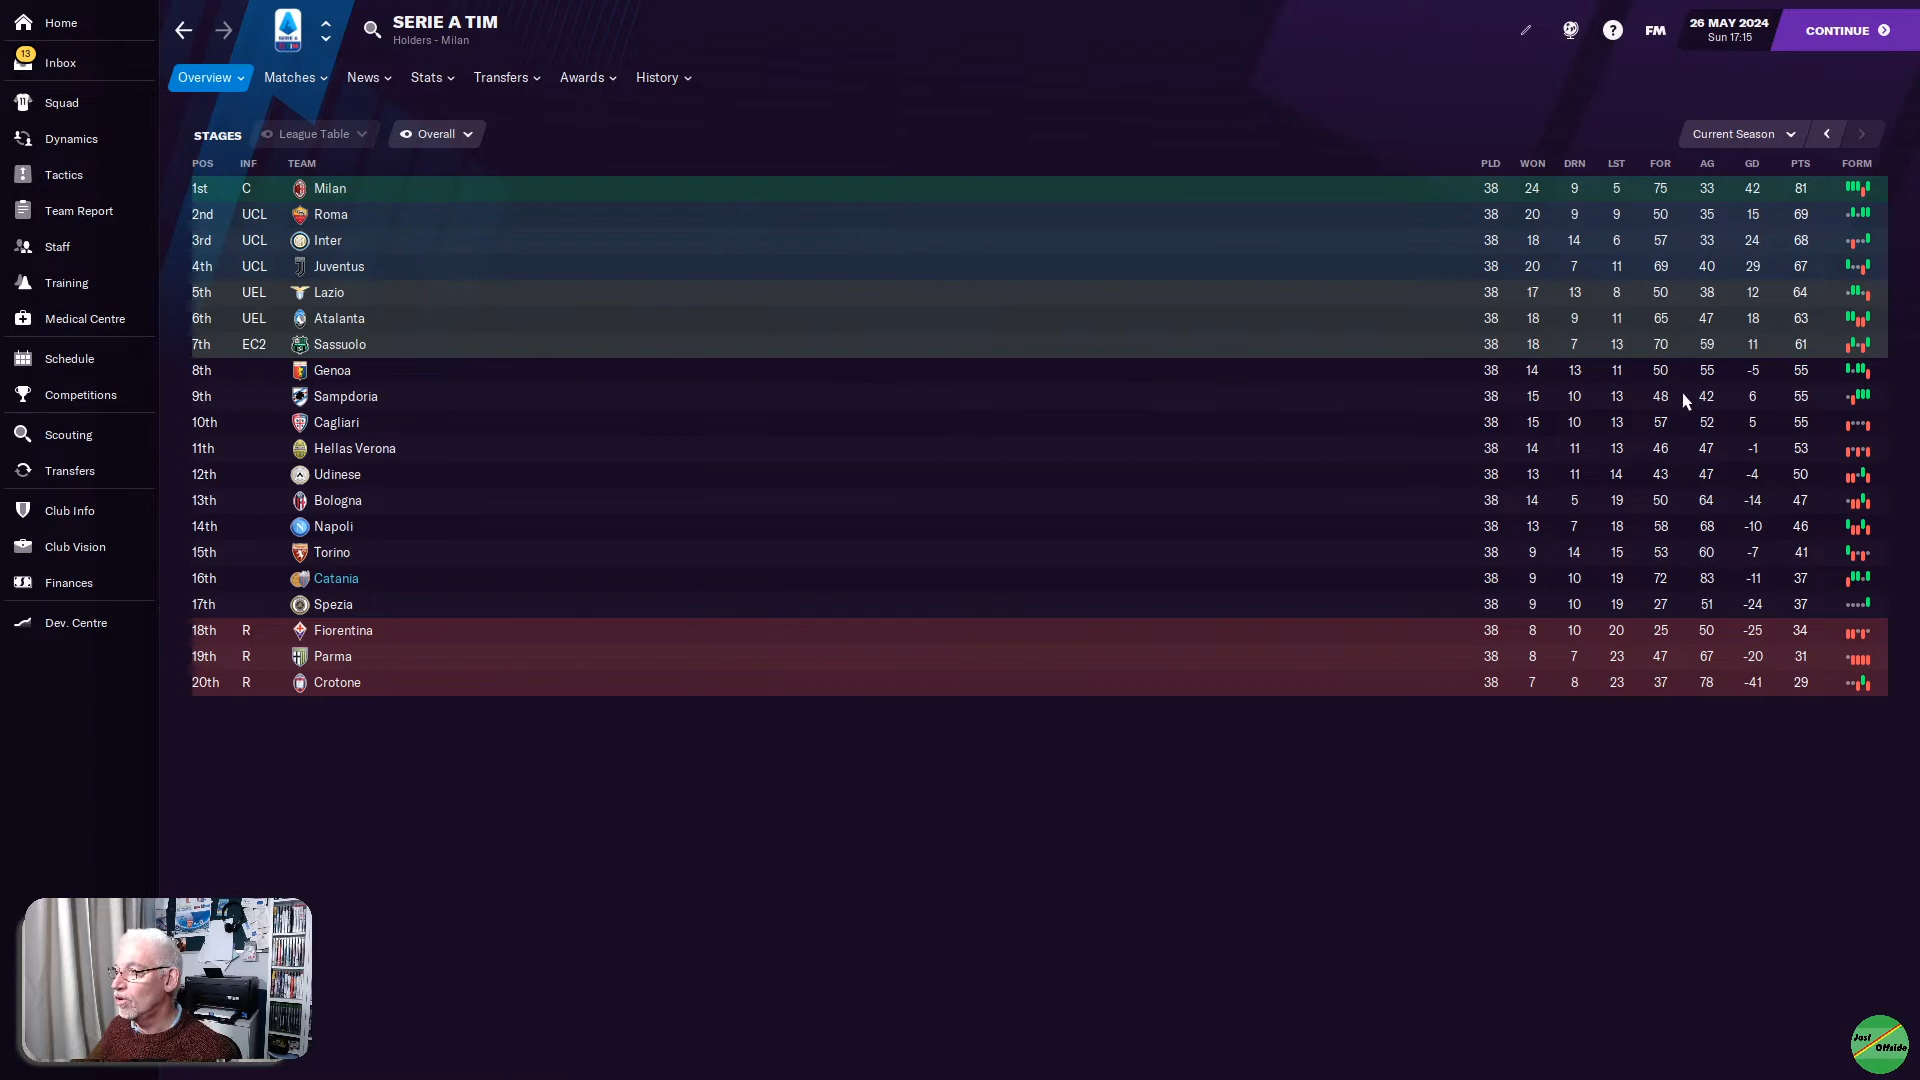 Home
13
Inbox
Squad
Dynamics
Tactics
Team Report
Staff
Training
Medical Centre
Schedule
Competitions
Scouting
Transfers
Club Info
Club Vision
Finances
Dev. Centre
SERIE A TIM
Holders - Milan
FM
26 MAY 2024
Sun 17:15
CONTINUE
Overview Matches News Stats Transfers Awards History
STAGES League Table Overall Current Season
POS INF TEAM PLD WON DRN LST FOR AG GD PTS FORM
1st C Milan 38 24 9 5 75 33 42 81
2nd UCL Roma 38 20 9 9 50 35 15 69
3rd UCL Inter 38 18 14 6 57 33 24 68
4th UCL Juventus 38 20 7 11 69 40 29 67
5th UEL Lazio 38 17 13 8 50 38 12 64
6th UEL Atalanta 38 18 9 11 65 47 18 63
7th EC2 Sassuolo 38 18 7 13 70 59 11 61
8th Genoa 38 14 13 11 50 55 -5 55
9th Sampdoria 38 15 10 13 48 42 6 55
10th Cagliari 38 15 10 13 57 52 5 55
11th Hellas Verona 38 14 11 13 46 47 -1 53
12th Udinese 38 13 11 14 43 47 -4 50
13th Bologna 38 14 5 19 50 64 -14 47
14th Napoli 38 13 7 18 58 68 -10 46
15th Torino 38 9 14 15 53 60 -7 41
16th Catania 38 9 10 19 72 83 -11 37
17th Spezia 38 9 10 19 27 51 -24 37
18th R Fiorentina 38 8 10 20 25 50 -25 34
19th R Parma 38 8 7 23 47 67 -20 31
20th R Crotone 38 7 8 23 37 78 -41 29
Just
Offside